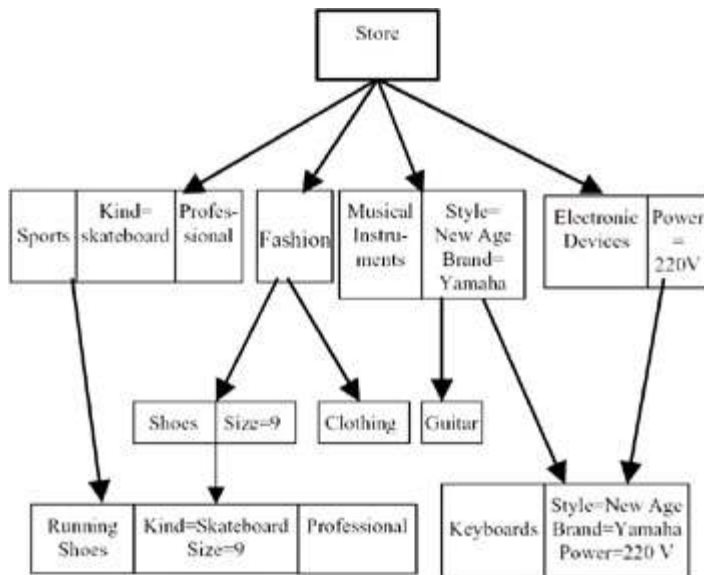 Store
Sports
Kind=
skateboard
Profes-
sional
Fashion
Musical
Instru-
ments
Style=
New Age
Brand=
Yamaha
Electronic
Devices
Power
=
220V
Shoes
Size=9
Clothing
Guitar
Running
Shoes
Kind=Skateboard
Size=9
Professional
Keyboards
Style=New Age
Brand=Yamaha
Power=220 V